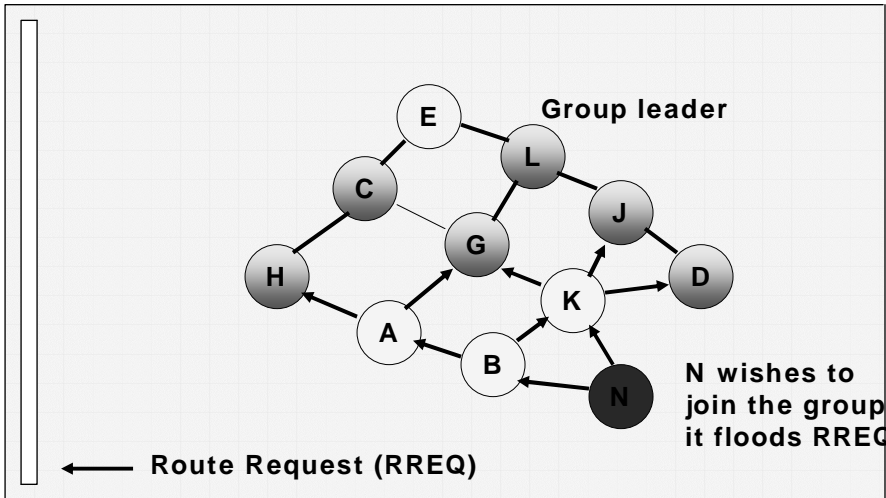 E
Group leader
L
C
J
G
H
D
K
A
B
N
N wishes to
join the group
it floods RREQ
Route Request (RREQ)